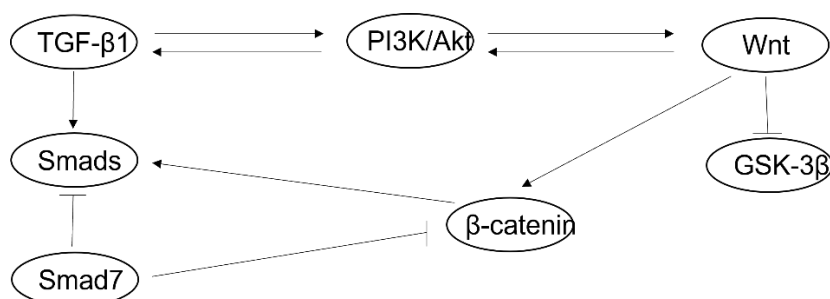 TGF-β1
PI3K/Akt
Wnt
Smads
GSK-3β
β-catenin
Smad7